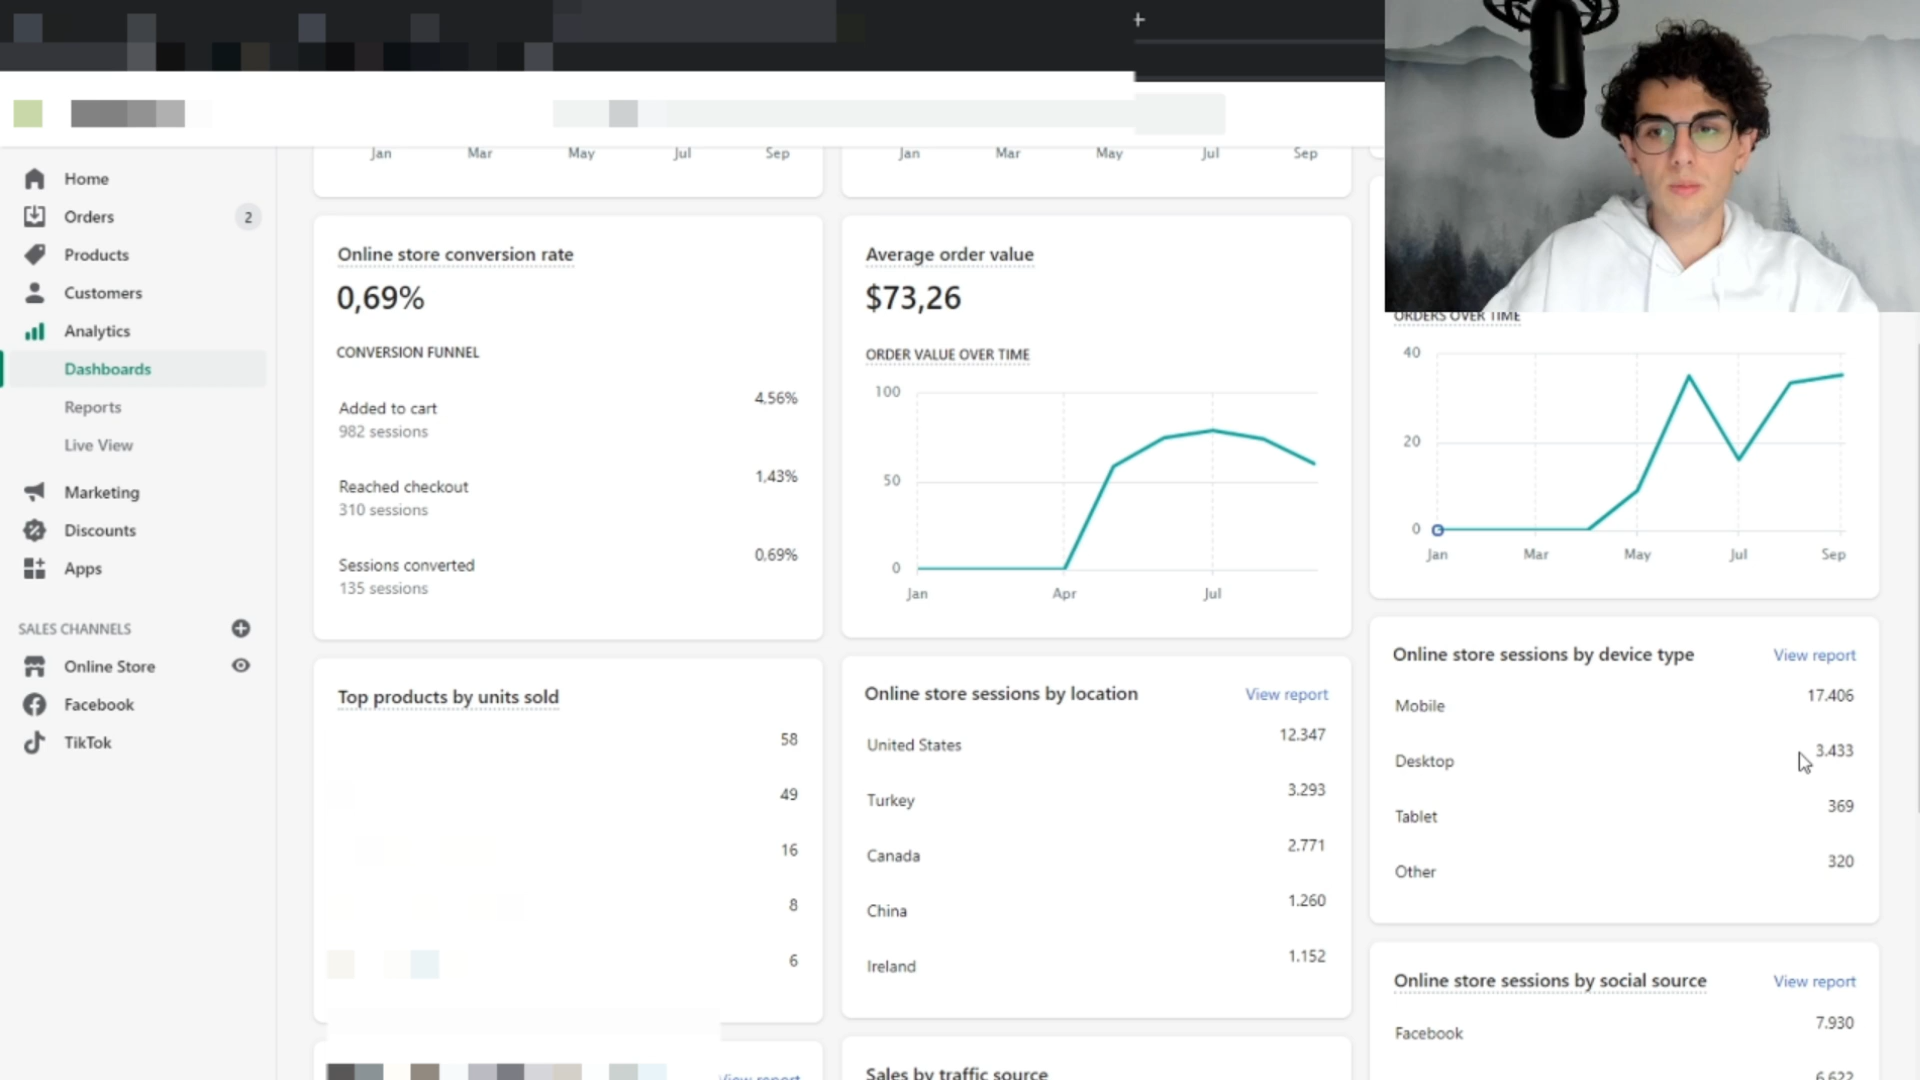 +
Home
Orders 2
Products
Customers
Analytics
Dashboards
Reports
Live View
Marketing
Discounts
Apps
SALES CHANNELS
Online Store
Facebook
TikTok
Jan Mar May Jul Sep
Jan Mar May Jul Sep
Online store conversion rate
0,69%
CONVERSION FUNNEL
Added to cart 4.56%
982 sessions
Reached checkout 1,43%
310 sessions
Sessions converted 0,69%
135 sessions
Average order value
$73,26
ORDER VALUE OVER TIME
100
50
0
Jan Apr Jul
ORDERS OVER TIME
40
20
0
Jan Mar May Jul Sep
Top products by units sold
58
49
16
8
6
View report
Online store sessions by location View report
United States 12.347
Turkey 3.293
Canada 2.771
China 1.260
Ireland 1.152
Sales by traffic source
Online store sessions by device type View report
Mobile 17.406
Desktop 3.433
Tablet 369
Other 320
Online store sessions by social source View report
Facebook 7.930
6.622